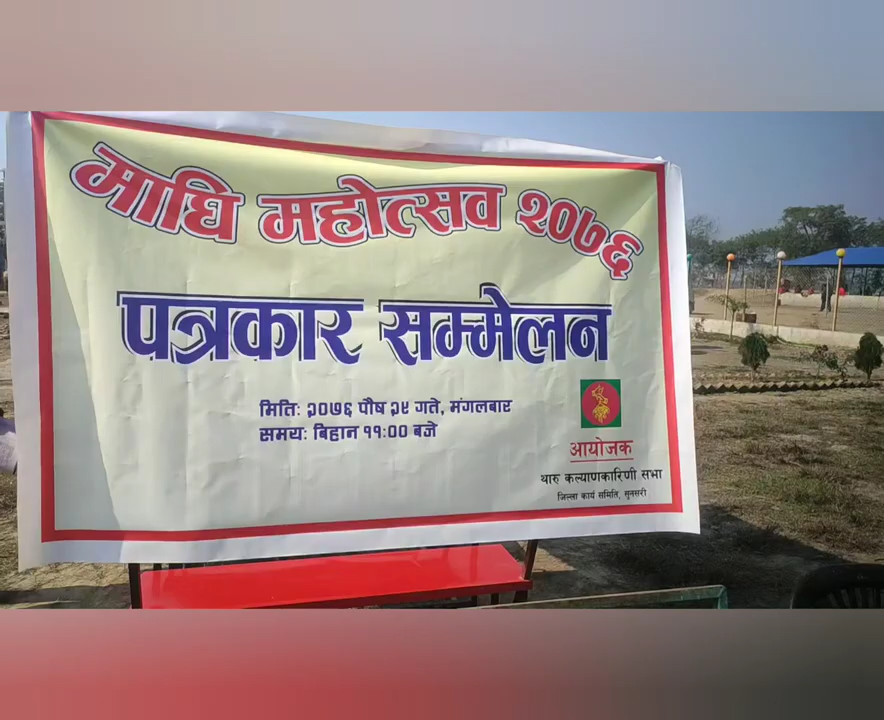 माघि महोत्सव २०७६
पत्रकार सम्मेलन
मितिः २०७६ पौष २९ गते, मंगलबार
समयः बिहान ११:00 बजे
आयोजक
थारु कल्याणकारिणी सभा
जिल्ला कार्य समिति, सुनसरी